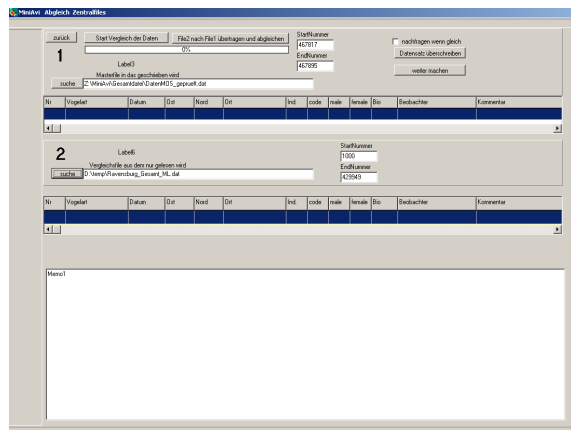 MiniAvi Abgleich Zentralfiles
zurück
Start Vergleich der Daten
File2 nach File1 übertragen und abgleichen
StartNummer
467817
nachfragen wenn gleich
0%
Datensatz überschreiben
1
Label3
EndNummer
467895
weiler machen
Masterfile in das geschrieben wird
suche
Z:\MiniAvi\Gesamtdatei\DatenMOS_geprueft.dat
Nr Vogelart Datum Ost Nord Ort Ind. code male female Bio Beobachter Kommentar
2
Label6
StartNummer
1000
Vergleichsfile aus dem nur gelesen wird
EndNummer
suche
D:\temp\Ravensburg_Gesamt_ML.dat
429949
Nr Vogelart Datum Ost Nord Ort Ind. code male female Bio Beobachter Kommentar
Memo1